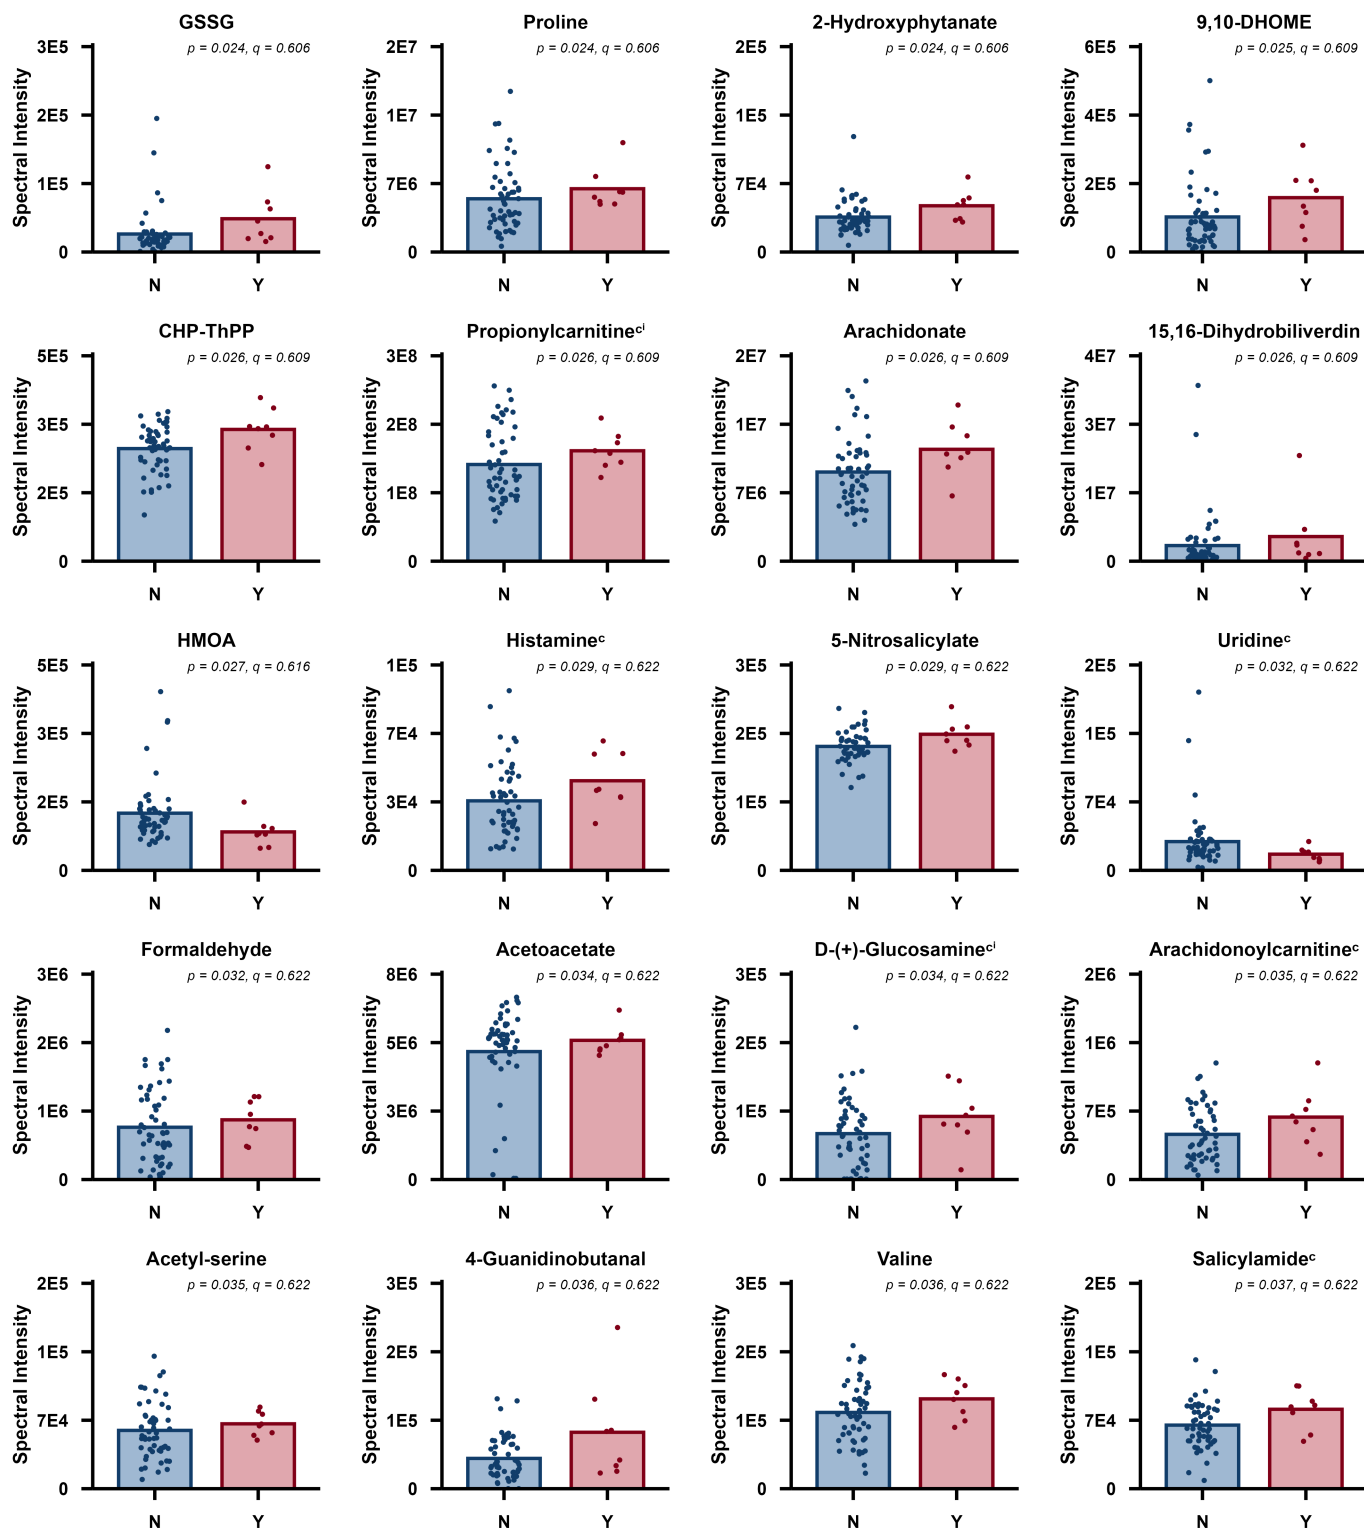 GSSG
p = 0.024, q = 0.606
Spectral Intensity
3E5
2E5
1E5
0
N
Y
Proline
p = 0.024, q = 0.606
Spectral Intensity
2E7
1E7
7E6
0
N
Y
2-Hydroxyphytanate
p = 0.024, q = 0.606
Spectral Intensity
2E5
1E5
7E4
0
N
Y
9,10-DHOME
p = 0.025, q = 0.609
Spectral Intensity
6E5
4E5
2E5
0
N
Y
CHP-ThPP
p = 0.026, q = 0.609
Spectral Intensity
5E5
3E5
2E5
0
N
Y
Propionylcarnitineᶜⁱ
p = 0.026, q = 0.609
Spectral Intensity
3E8
2E8
1E8
0
N
Y
Arachidonate
p = 0.026, q = 0.609
Spectral Intensity
2E7
1E7
7E6
0
N
Y
15,16-Dihydrobiliverdin
p = 0.026, q = 0.609
Spectral Intensity
4E7
3E7
1E7
0
N
Y
HMOA
p = 0.027, q = 0.616
Spectral Intensity
5E5
3E5
2E5
0
N
Y
Histamineᶜ
p = 0.029, q = 0.622
Spectral Intensity
1E5
7E4
3E4
0
N
Y
5-Nitrosalicylate
p = 0.029, q = 0.622
Spectral Intensity
3E5
2E5
1E5
0
N
Y
Uridineᶜ
p = 0.032, q = 0.622
Spectral Intensity
2E5
1E5
7E4
0
N
Y
Formaldehyde
p = 0.032, q = 0.622
Spectral Intensity
3E6
2E6
1E6
0
N
Y
Acetoacetate
p = 0.034, q = 0.622
Spectral Intensity
8E6
5E6
3E6
0
N
Y
D-(+)-Glucosamineᶜⁱ
p = 0.034, q = 0.622
Spectral Intensity
3E5
2E5
1E5
0
N
Y
Arachidonoylcarnitineᶜ
p = 0.035, q = 0.622
Spectral Intensity
2E6
1E6
7E5
0
N
Y
Acetyl-serine
p = 0.035, q = 0.622
Spectral Intensity
2E5
1E5
7E4
0
N
Y
4-Guanidinobutanal
p = 0.036, q = 0.622
Spectral Intensity
3E5
2E5
1E5
0
N
Y
Valine
p = 0.036, q = 0.622
Spectral Intensity
3E5
2E5
1E5
0
N
Y
Salicylamideᶜ
p = 0.037, q = 0.622
Spectral Intensity
2E5
1E5
7E4
0
N
Y